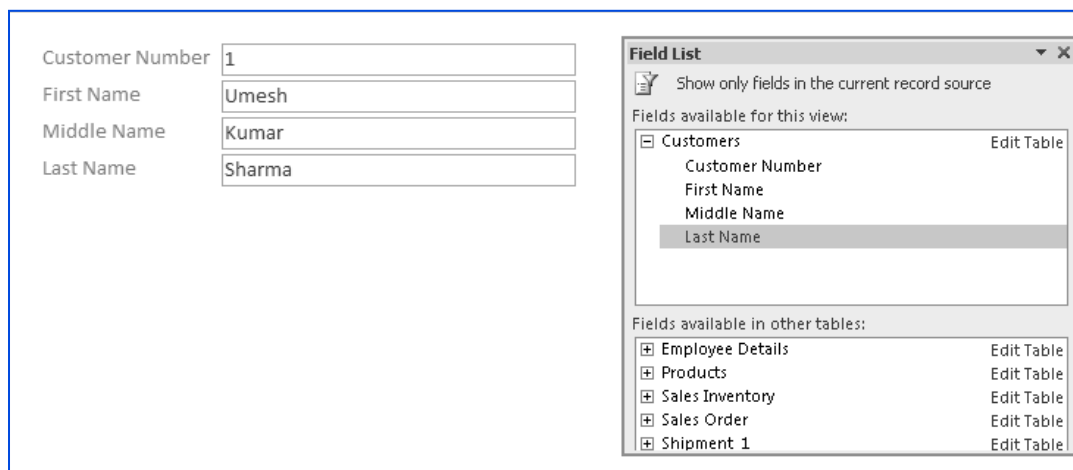 Customer Number 1
First Name Umesh
Middle Name Kumar
Last Name Sharma
Field List
Show only fields in the current record source
Fields available for this view:
Customers Edit Table
Customer Number
First Name
Middle Name
Last Name
Fields available in other tables:
Employee Details Edit Table
Products Edit Table
Sales Inventory Edit Table
Sales Order Edit Table
Shipment 1 Edit Table